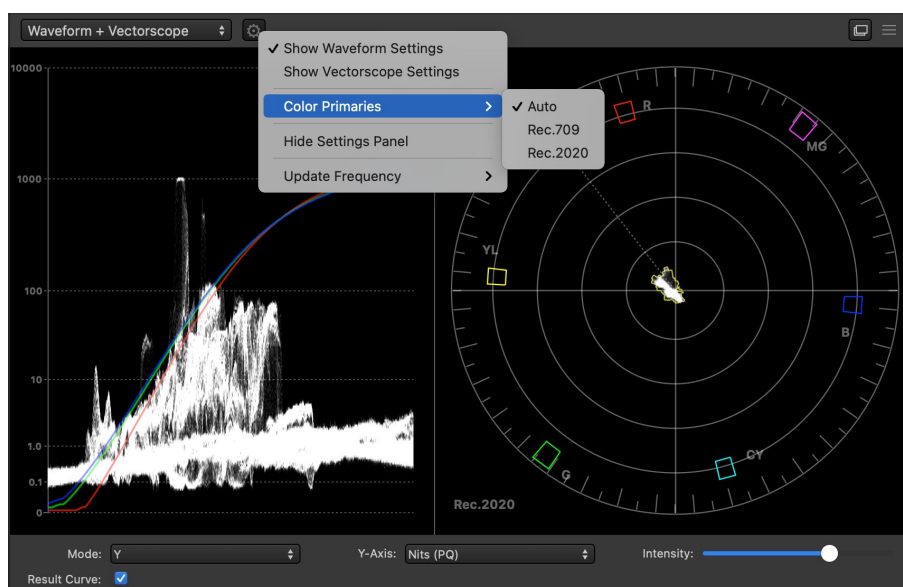 Waveform + Vectorscope
Show Waveform Settings
Show Vectorscope Settings
Color Primaries
Hide Settings Panel
Update Frequency
Auto
Rec.709
Rec.2020
10000
1000
100
10
1.0
0.1
0
R
MG
YL
B
G
CY
Rec.2020
Mode: Y
Y-Axis: Nits (PQ)
Intensity:
Result Curve: